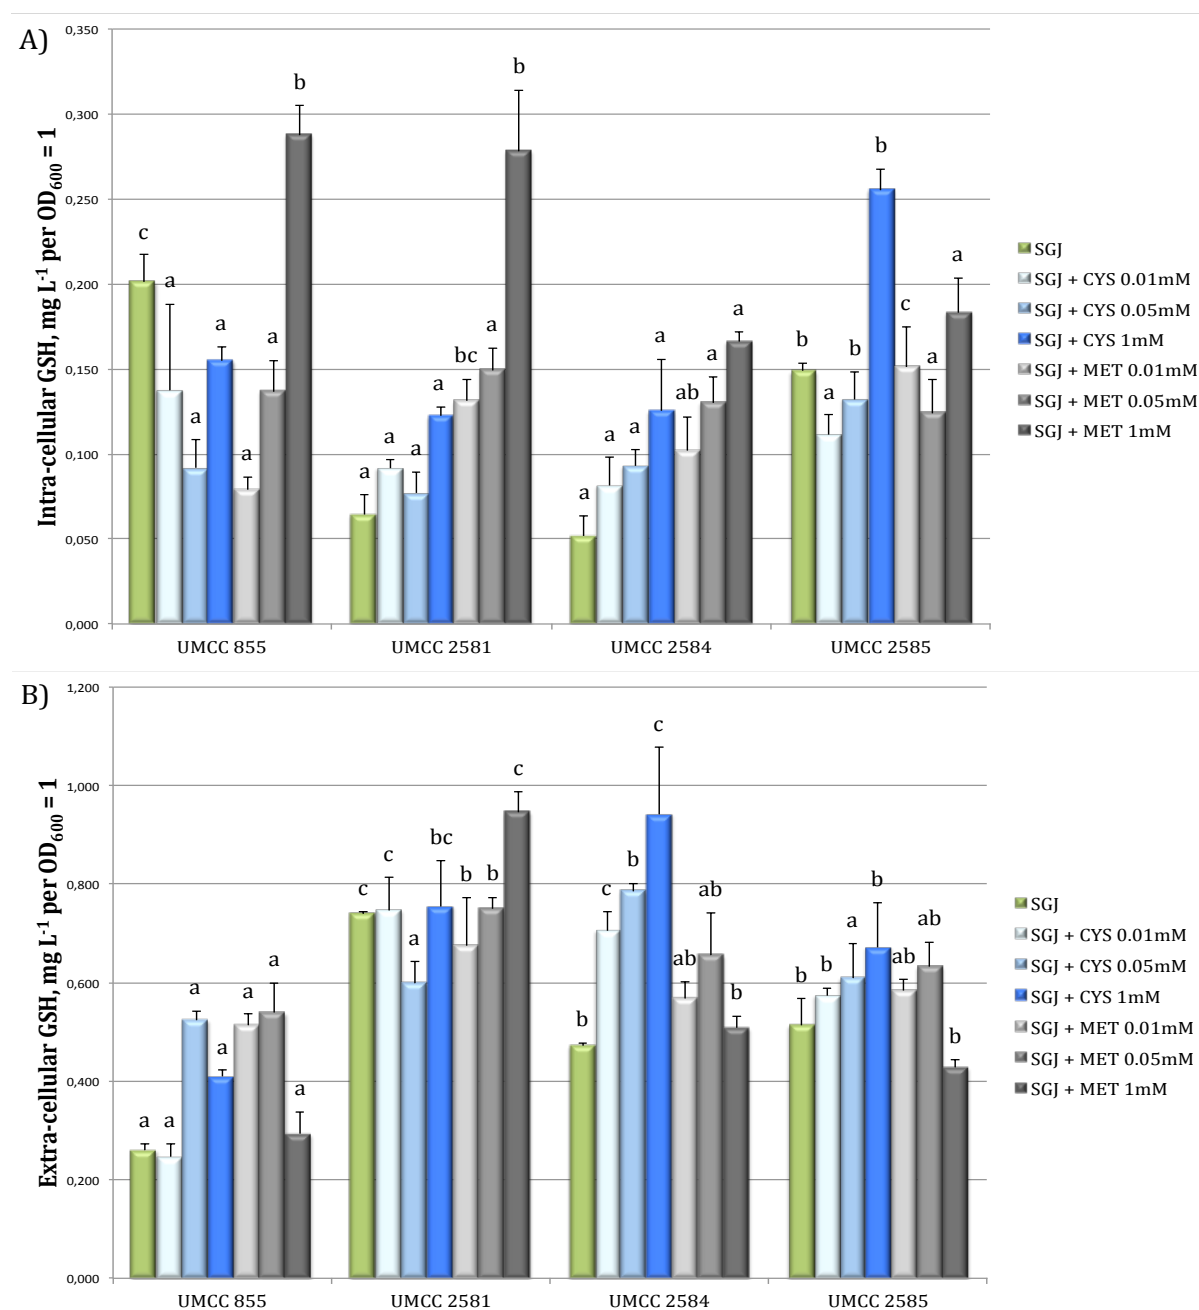 A)
Intra-cellular GSH, mg L-1 per OD600 = 1
0,350
0,300
0,250
0,200
0,150
0,100
0,050
0,000
c a a a a a b
a a a a bc a b
a a a a ab a a
b a b b c a a
UMCC 855 UMCC 2581 UMCC 2584 UMCC 2585
SGJ
SGJ + CYS 0.01mM
SGJ + CYS 0.05mM
SGJ + CYS 1mM
SGJ + MET 0.01mM
SGJ + MET 0.05mM
SGJ + MET 1mM
B)
Extra-cellular GSH, mg L-1 per OD600 = 1
1,200
1,000
0,800
0,600
0,400
0,200
0,000
a a a a a a a
c c a bc b b c
b c b c ab ab b
b b a b ab ab b
UMCC 855 UMCC 2581 UMCC 2584 UMCC 2585
SGJ
SGJ + CYS 0.01mM
SGJ + CYS 0.05mM
SGJ + CYS 1mM
SGJ + MET 0.01mM
SGJ + MET 0.05mM
SGJ + MET 1mM